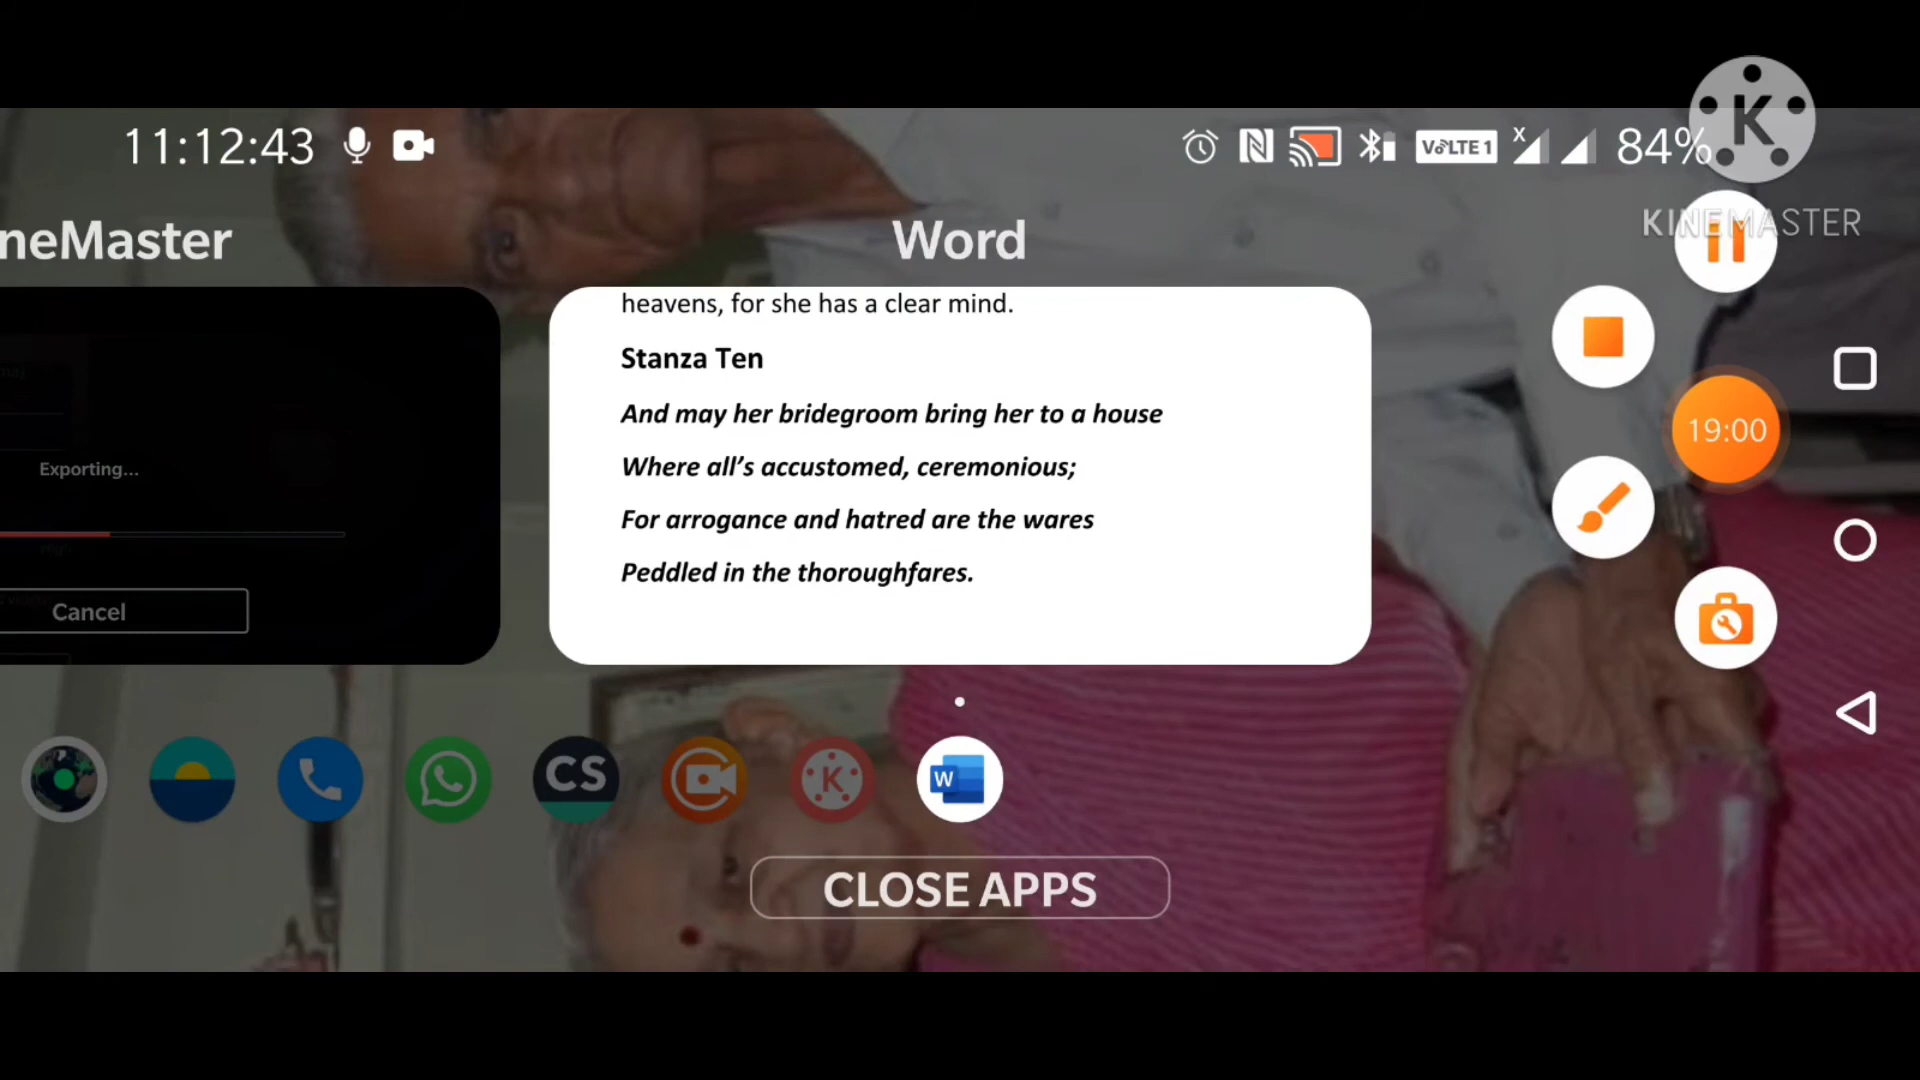 11:12:43
VoLTE 1
X
84%
K
KINEMASTER
neMaster
Word
heavens, for she has a clear mind.
Stanza Ten
And may her bridegroom bring her to a house
Where all's accustomed, ceremonious;
For arrogance and hatred are the wares
Peddled in the thoroughfares.
19:00
Exporting...
Cancel
CS
K
W
CLOSE APPS